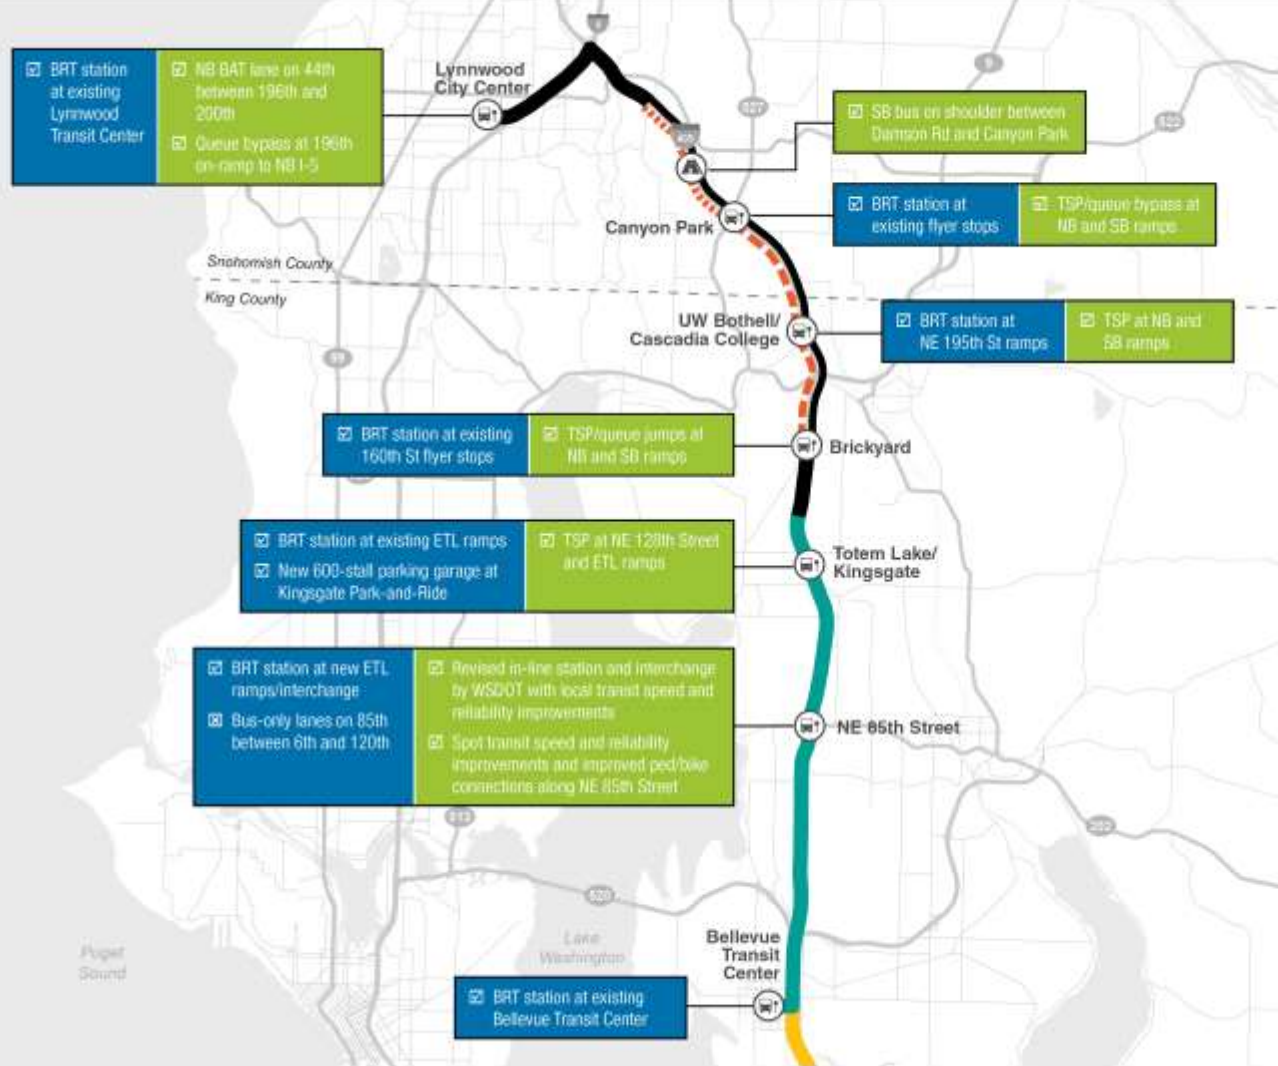 5
Lynnwood
City Center
☑ BRT station
at existing
Lynnwood
Transit Center
☑ NB BAT lane on 44th
between 196th and
200th
☑ Queue bypass at 196th
on-ramp to NB I-5
9
527
522
405
☑ SB bus on shoulder between
Damson Rd and Canyon Park
Canyon Park
☑ BRT station at
existing flyer stops
☑ TSP/queue bypass at
NB and SB ramps
Snohomish County
King County
UW Bothell/
Cascadia College
☑ BRT station at
NE 195th St ramps
☑ TSP at NB and
SB ramps
99
☑ BRT station at existing
160th St flyer stops
☑ TSP/queue jumps at
NB and SB ramps
Brickyard
☑ BRT station at existing ETL ramps
☑ New 600-stall parking garage at
Kingsgate Park-and-Ride
☑ TSP at NE 128th Street
and ETL ramps
Totem Lake/
Kingsgate
☑ BRT station at new ETL
ramps/interchange
☒ Bus-only lanes on 85th
between 6th and 120th
☑ Revised in-line station and interchange
by WSDOT with local transit speed and
reliability improvements
☑ Spot transit speed and reliability
improvements and improved ped/bike
connections along NE 85th Street
NE 85th Street
513
202
520
Puget
Sound
Lake
Washington
Bellevue
Transit
Center
☑ BRT station at existing
Bellevue Transit Center